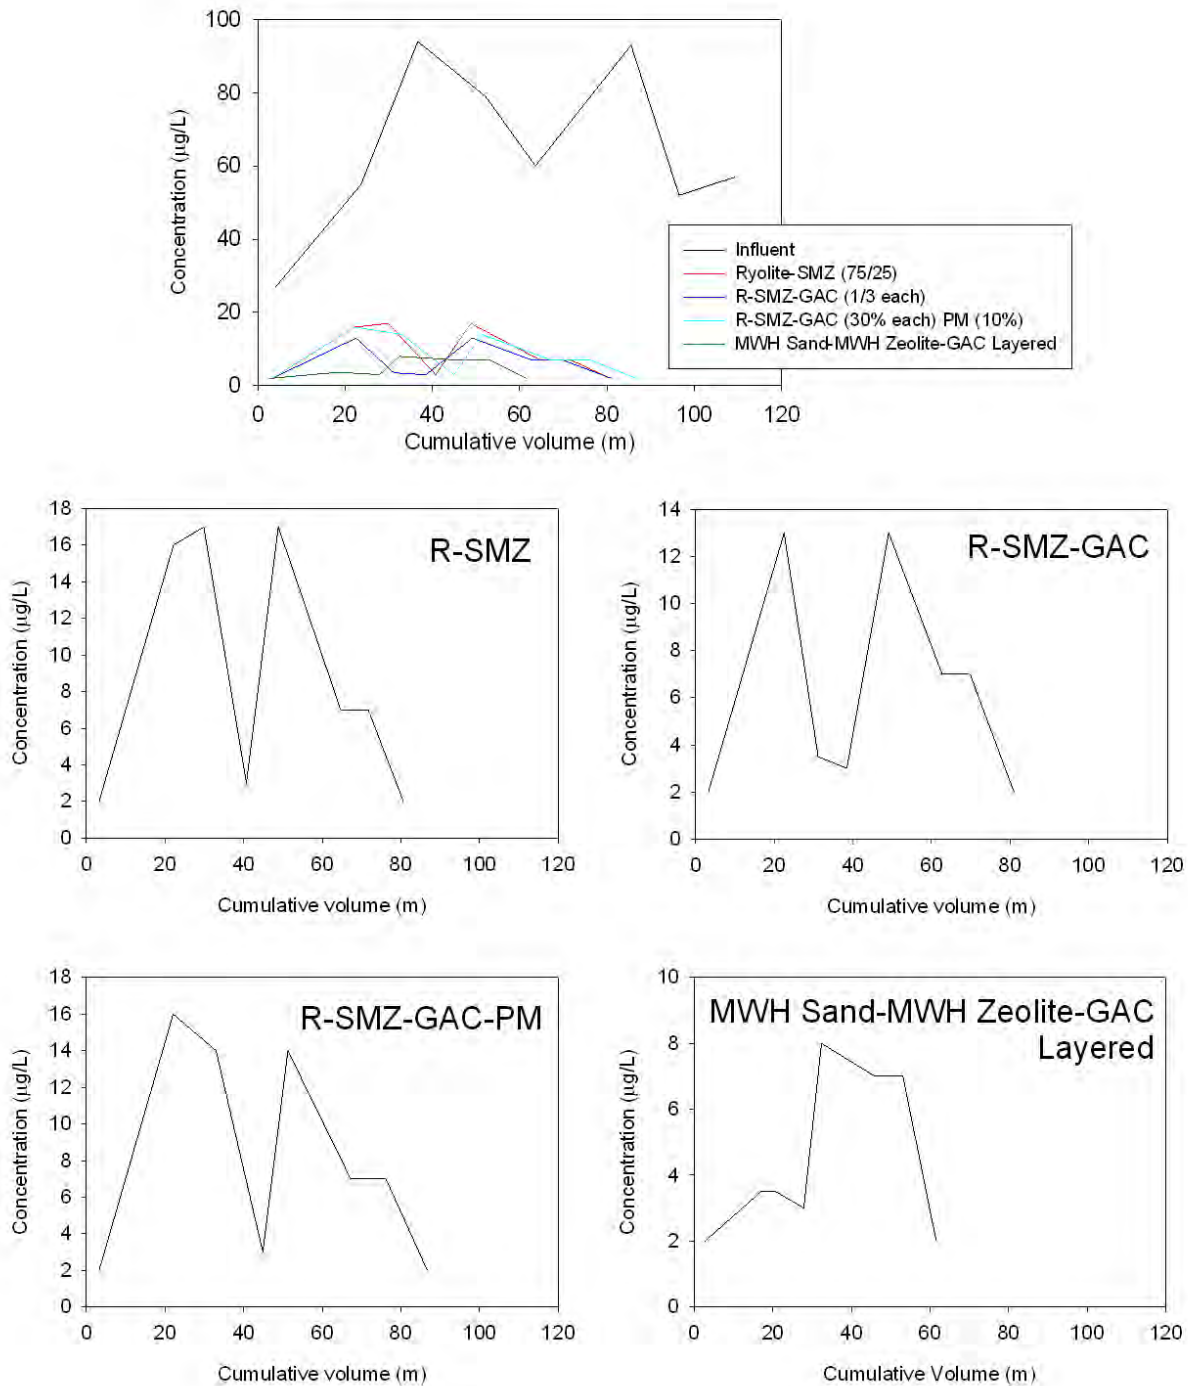 100
80
60
40
20
0
Concentration (µg/L)
0 20 40 60 80 100 120
Cumulative volume (m)
Influent
Ryolite-SMZ (75/25)
R-SMZ-GAC (1/3 each)
R-SMZ-GAC (30% each) PM (10%)
MWH Sand-MWH Zeolite-GAC Layered
18
16
14
12
10
8
6
4
2
0
Concentration (µg/L)
R-SMZ
0 20 40 60 80 100 120
Cumulative volume (m)
14
12
10
8
6
4
2
0
Concentration (µg/L)
R-SMZ-GAC
0 20 40 60 80 100 120
Cumulative volume (m)
18
16
14
12
10
8
6
4
2
0
Concentration (µg/L)
R-SMZ-GAC-PM
0 20 40 60 80 100 120
Cumulative volume (m)
10
8
6
4
2
0
Concentration (µg/L)
MWH Sand-MWH Zeolite-GAC
Layered
0 20 40 60 80 100 120
Cumulative Volume (m)